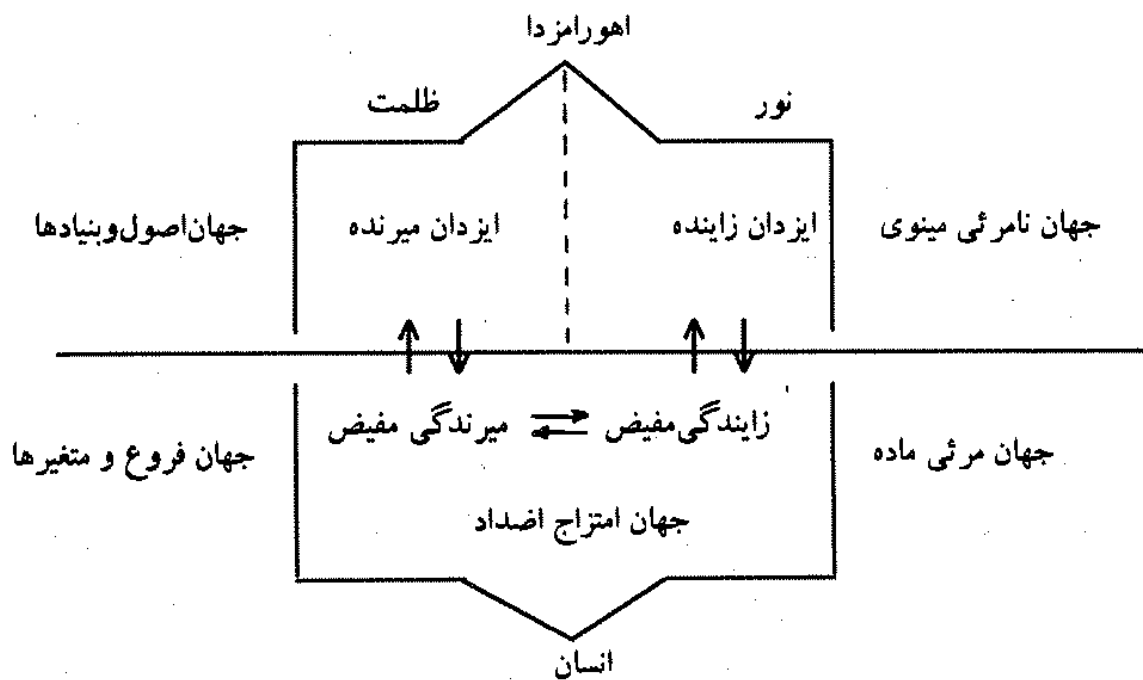 اهورامزدا
نور
ظلمت
جهان نامرئی مینوی
ایزدان زاینده
ایزدان میرنده
جهان اصول و بنیادها
زایندگی مفیض
میرندگی مفیض
جهان مرئی ماده
جهان فروع و متغیرها
جهان امتزاج اضداد
انسان